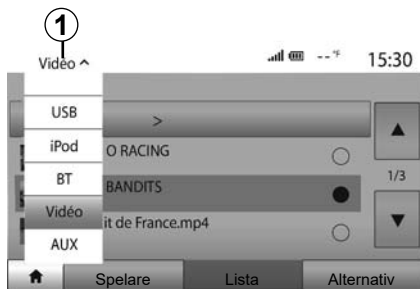 1
Vidéo
--°F 15:30
USB
>
iPod
O RACING
BT
BANDITS
1/3
Vidéo
it de France.mp4
AUX
Spelare Lista Alternativ